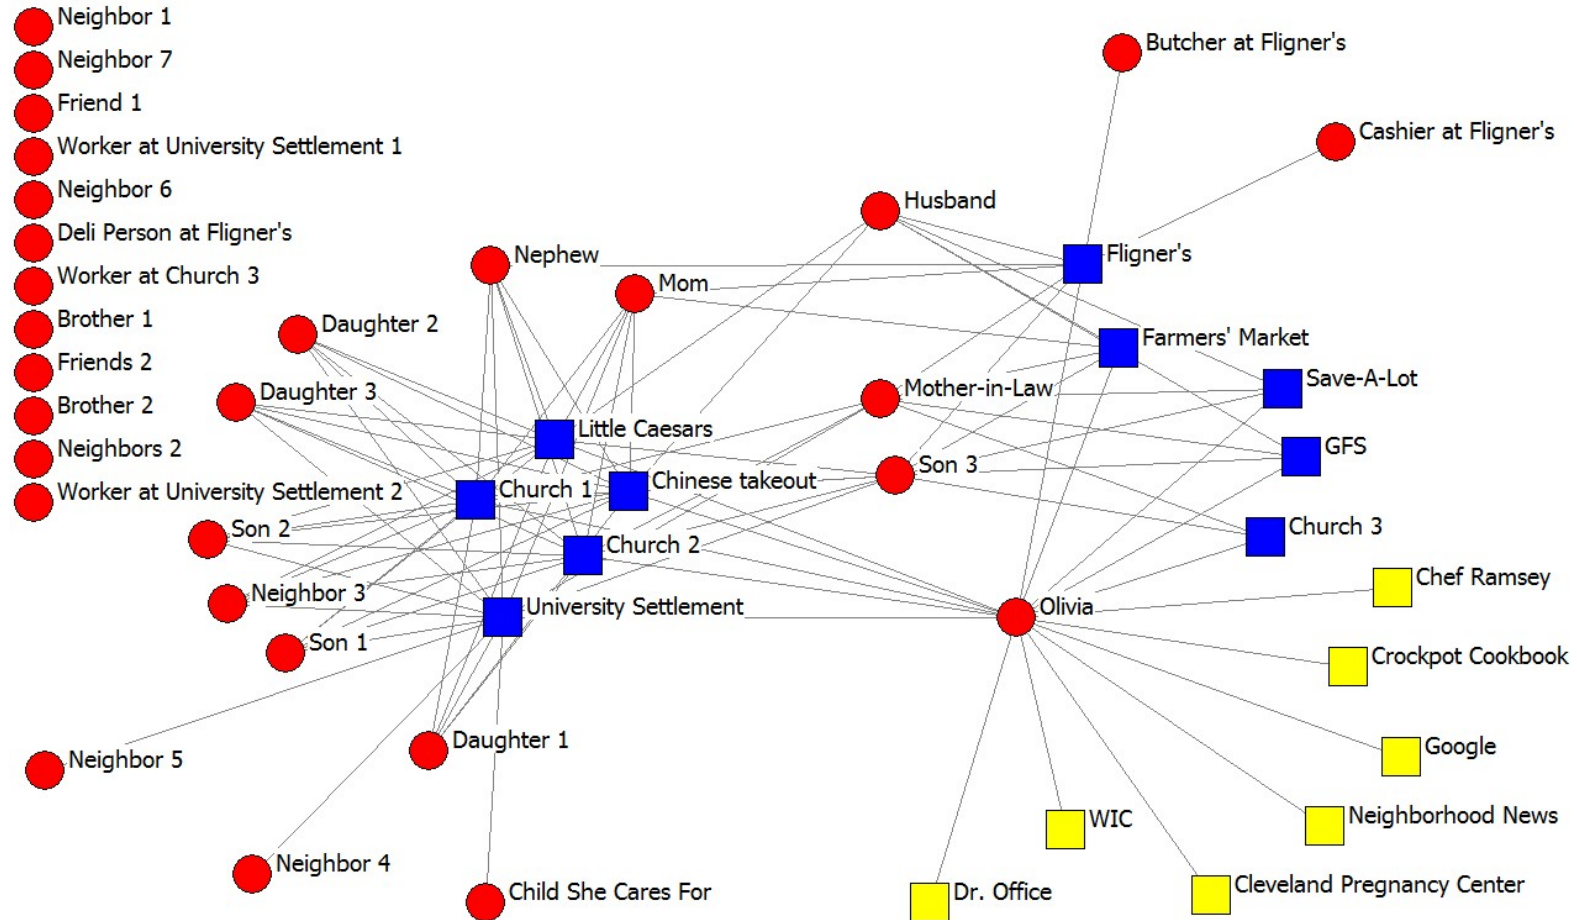 Neighbor 1
Neighbor 7
Friend 1
Worker at University Settlement 1
Neighbor 6
Deli Person at Fligner's
Worker at Church 3
Brother 1
Friends 2
Brother 2
Neighbors 2
Worker at University Settlement 2
Butcher at Fligner's
Cashier at Fligner's
Husband
Nephew
Fligner's
Mom
Daughter 2
Farmers' Market
Daughter 3
Mother-in-Law
Save-A-Lot
Little Caesars
GFS
Son 3
Chinese takeout
Church 1
Son 2
Church 3
Church 2
Chef Ramsey
Neighbor 3
University Settlement
Olivia
Son 1
Crockpot Cookbook
Daughter 1
Google
Neighbor 5
WIC
Neighborhood News
Neighbor 4
Child She Cares For
Dr. Office
Cleveland Pregnancy Center